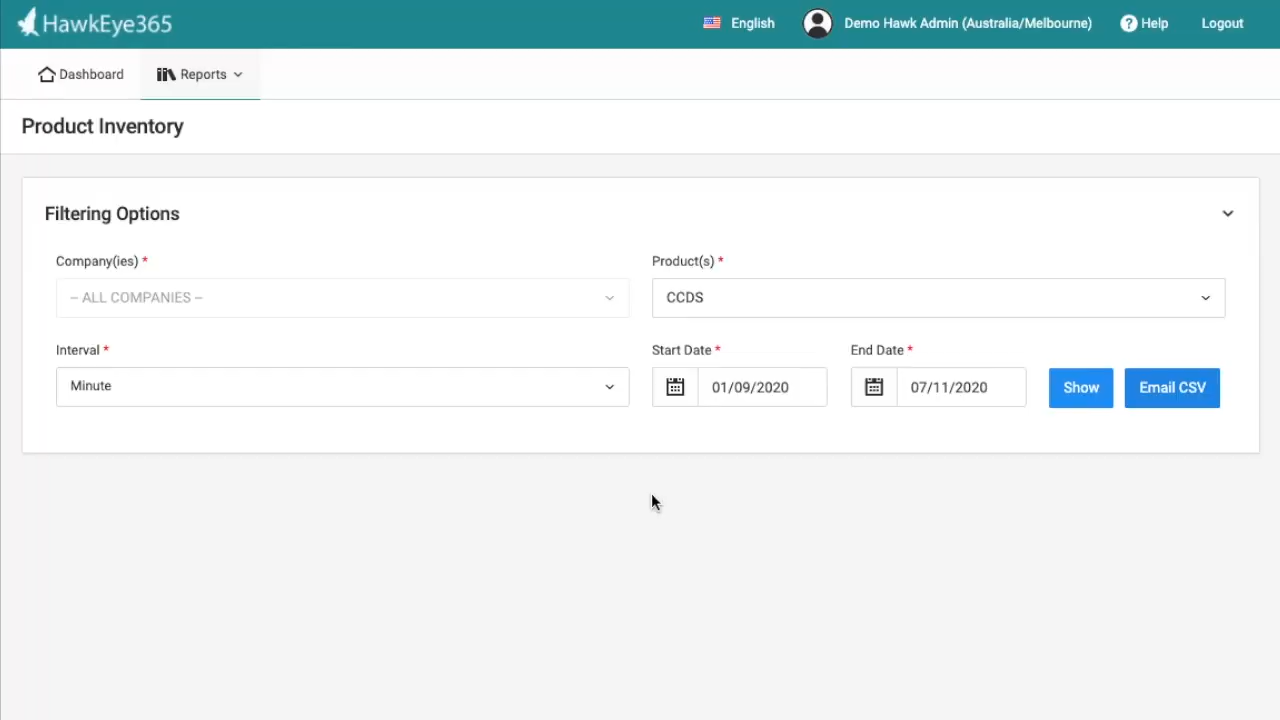 HawkEye365 English Demo Hawk Admin (Australia/Melbourne) ? Help Logout
Dashboard Reports
Product Inventory
Filtering Options
Company(ies) * Product(s) *
-- ALL COMPANIES -- CCDS
Interval * Start Date * End Date *
Minute 01/09/2020 07/11/2020 Show Email CSV